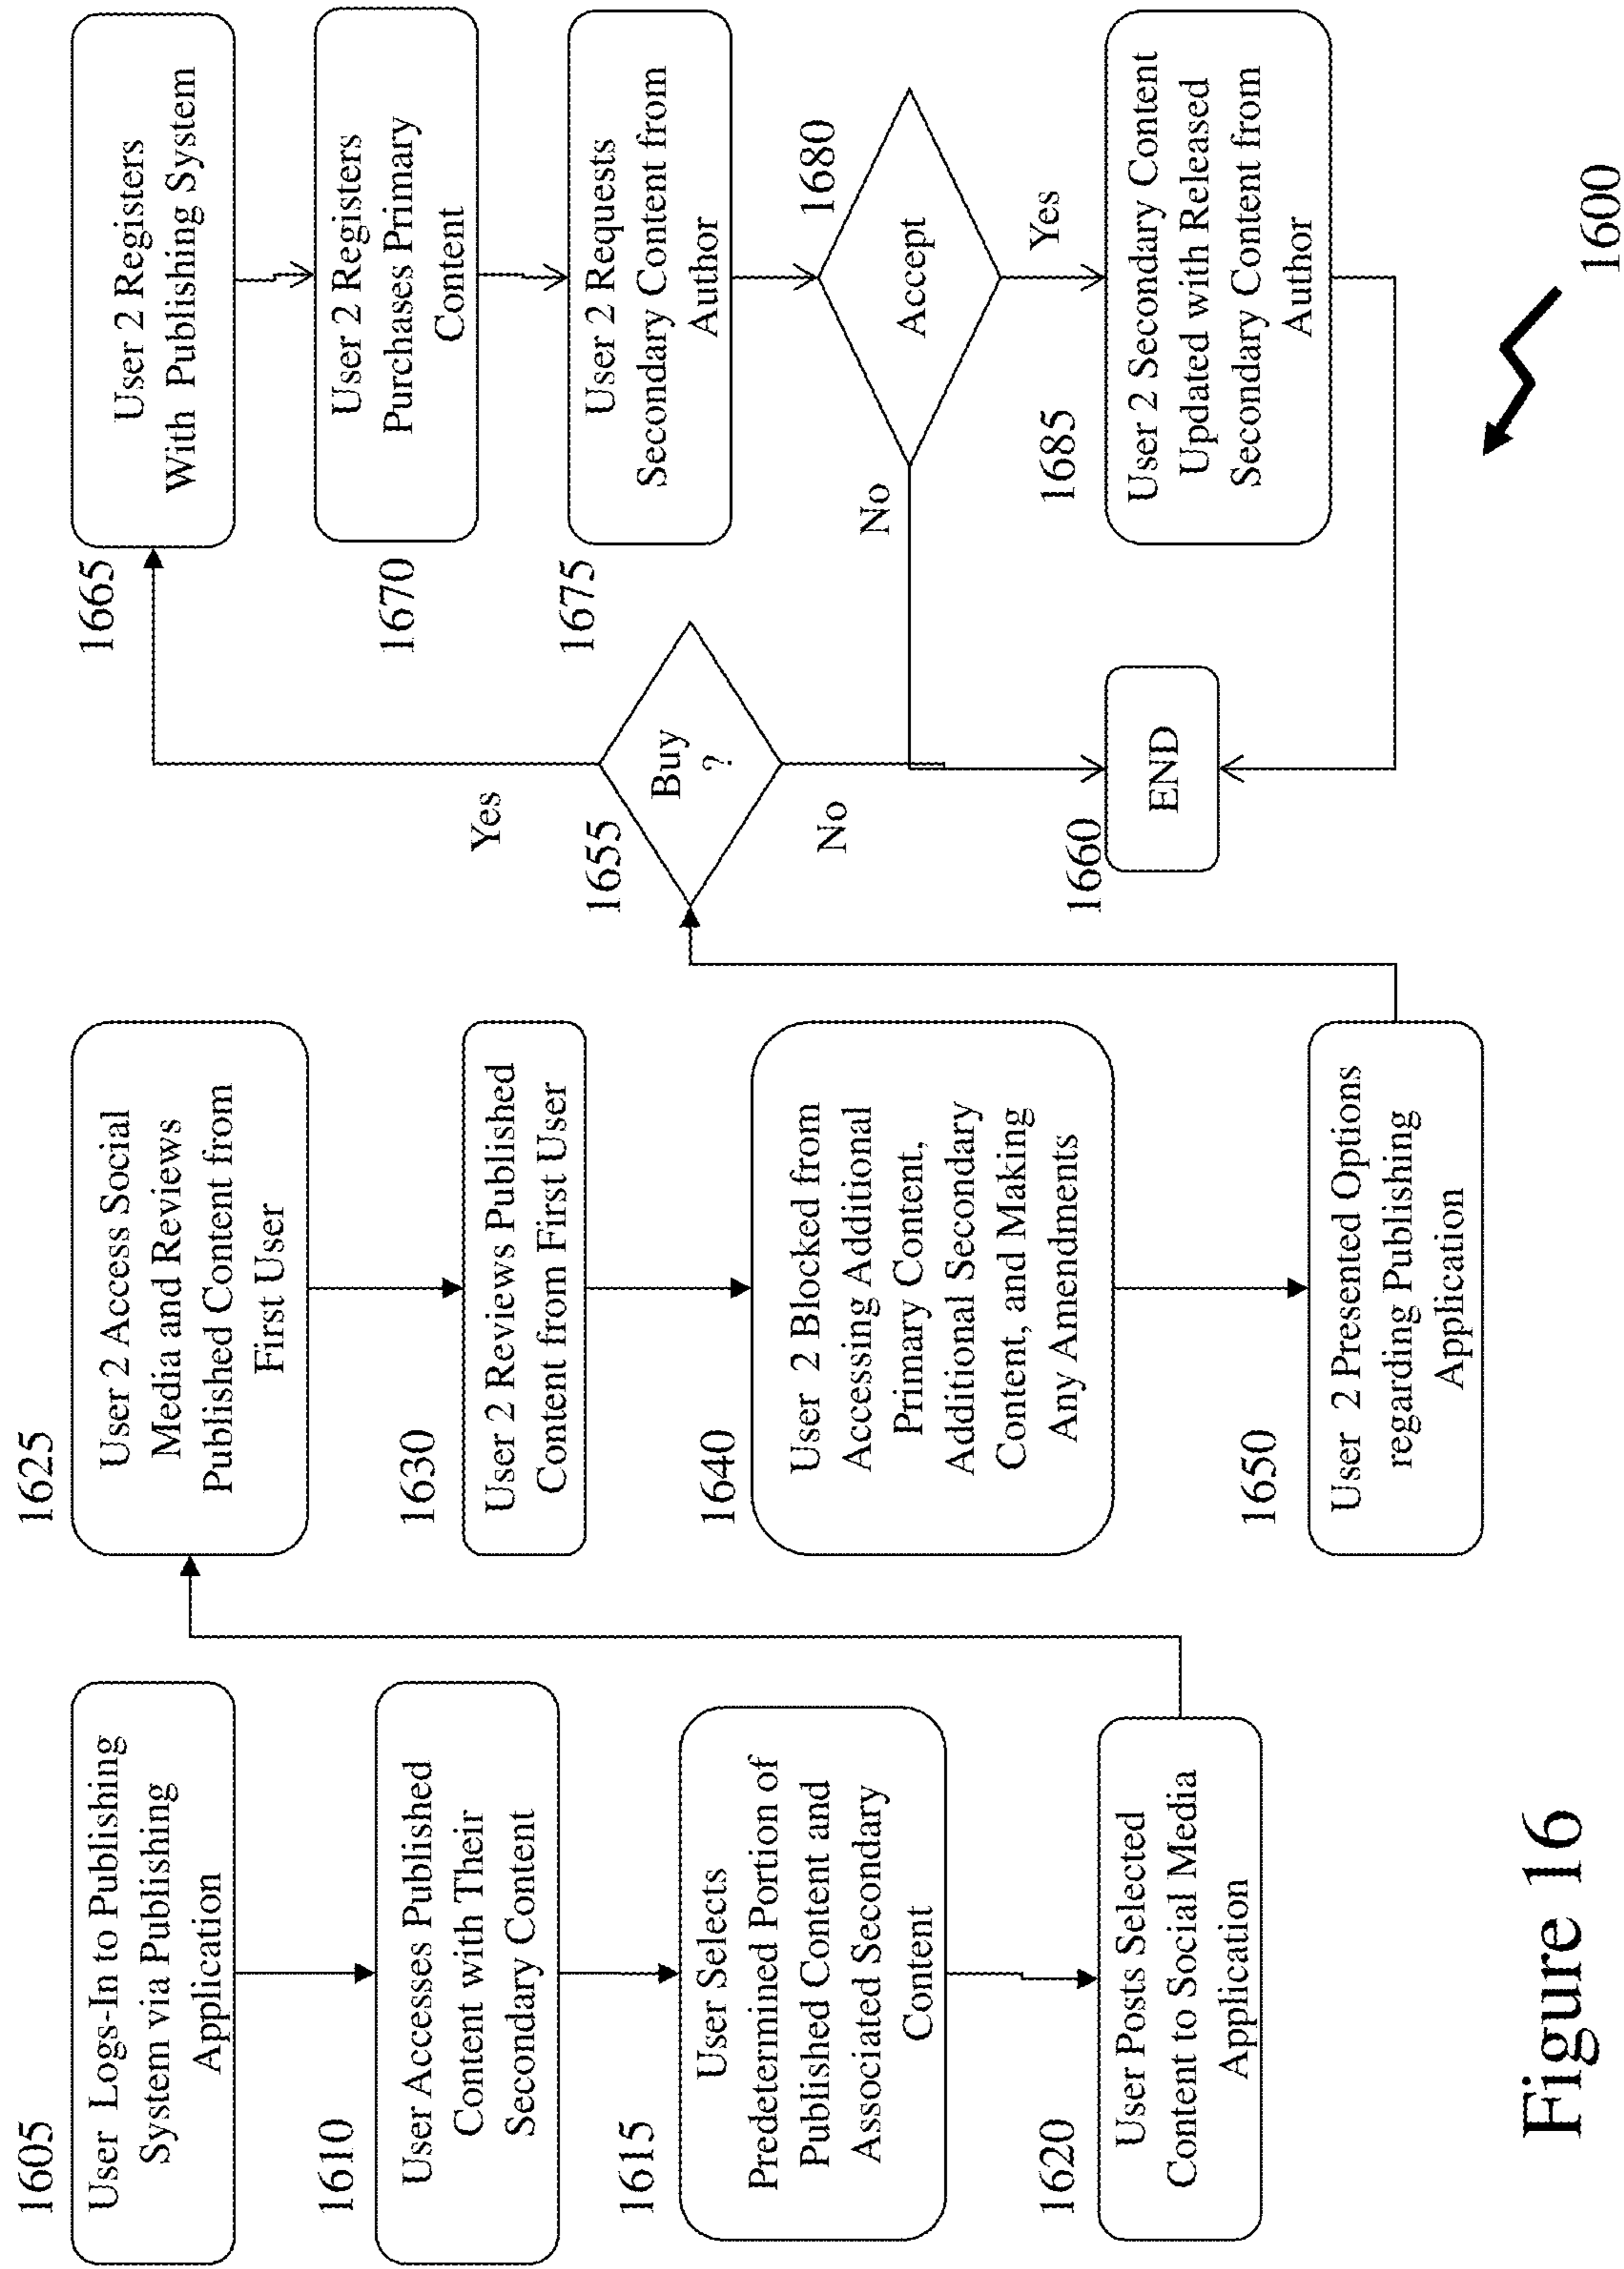 1605
User Logs-In to Publishing
System via Publishing
Application
1610
User Accesses Published
Content with Their
Secondary Content
1615
User Selects
Predetermined Portion of
Published Content and
Associated Secondary
Content
1620
User Posts Selected
Content to Social Media
Application
1625
User 2 Access Social
Media and Reviews
Published Content from
First User
1630
User 2 Reviews Published
Content from First User
1640
User 2 Blocked from
Accessing Additional
Primary Content,
Additional Secondary
Content, and Making
Any Amendments
1650
User 2 Presented Options
regarding Publishing
Application
1655
Buy
?
Yes
No
1660
END
1665
User 2 Registers
With Publishing System
1670
User 2 Registers
Purchases Primary
Content
1675
User 2 Requests
Secondary Content from
Author
1680
Accept
No
Yes
1685
User 2 Secondary Content
Updated with Released
Secondary Content from
Author
1600
Figure 16